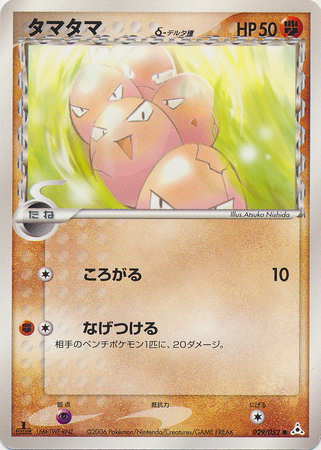 タマタマ δ-デルタ種 HP50
Illus.Atsuko Nishida
たね
ころがる 10
なげつける
相手のベンチポケモン1匹に、20ダメージ。
弱点 抵抗力 にげる
1
©2006 Pokémon/Nintendo/Creatures/GAME FREAK
029/052 ●